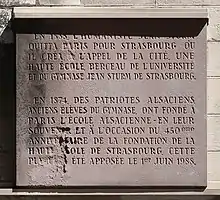 EN 1538 L'HUMANISTE
QUITTA PARIS POUR STRASBOURG, OÙ
IL CRÉA À L'APPEL DE LA CITÉ, UNE
HAUTE ÉCOLE BERCEAU DE L'UNIVERSITÉ
ET DU GYMNASE JEAN STURM DE STRASBOURG.
EN 1874, DES PATRIOTES ALSACIENS
ANCIENS ÉLÈVES DU GYMNASE, ONT FONDÉ À
PARIS L'ÉCOLE ALSACIENNE - EN LEUR
ET À L'OCCASION DU 450ÈME
DE LA FONDATION DE LA
DE STRASBOURG, CETTE
ÉTÉ APPOSÉE LE 1ER JUIN 1988.